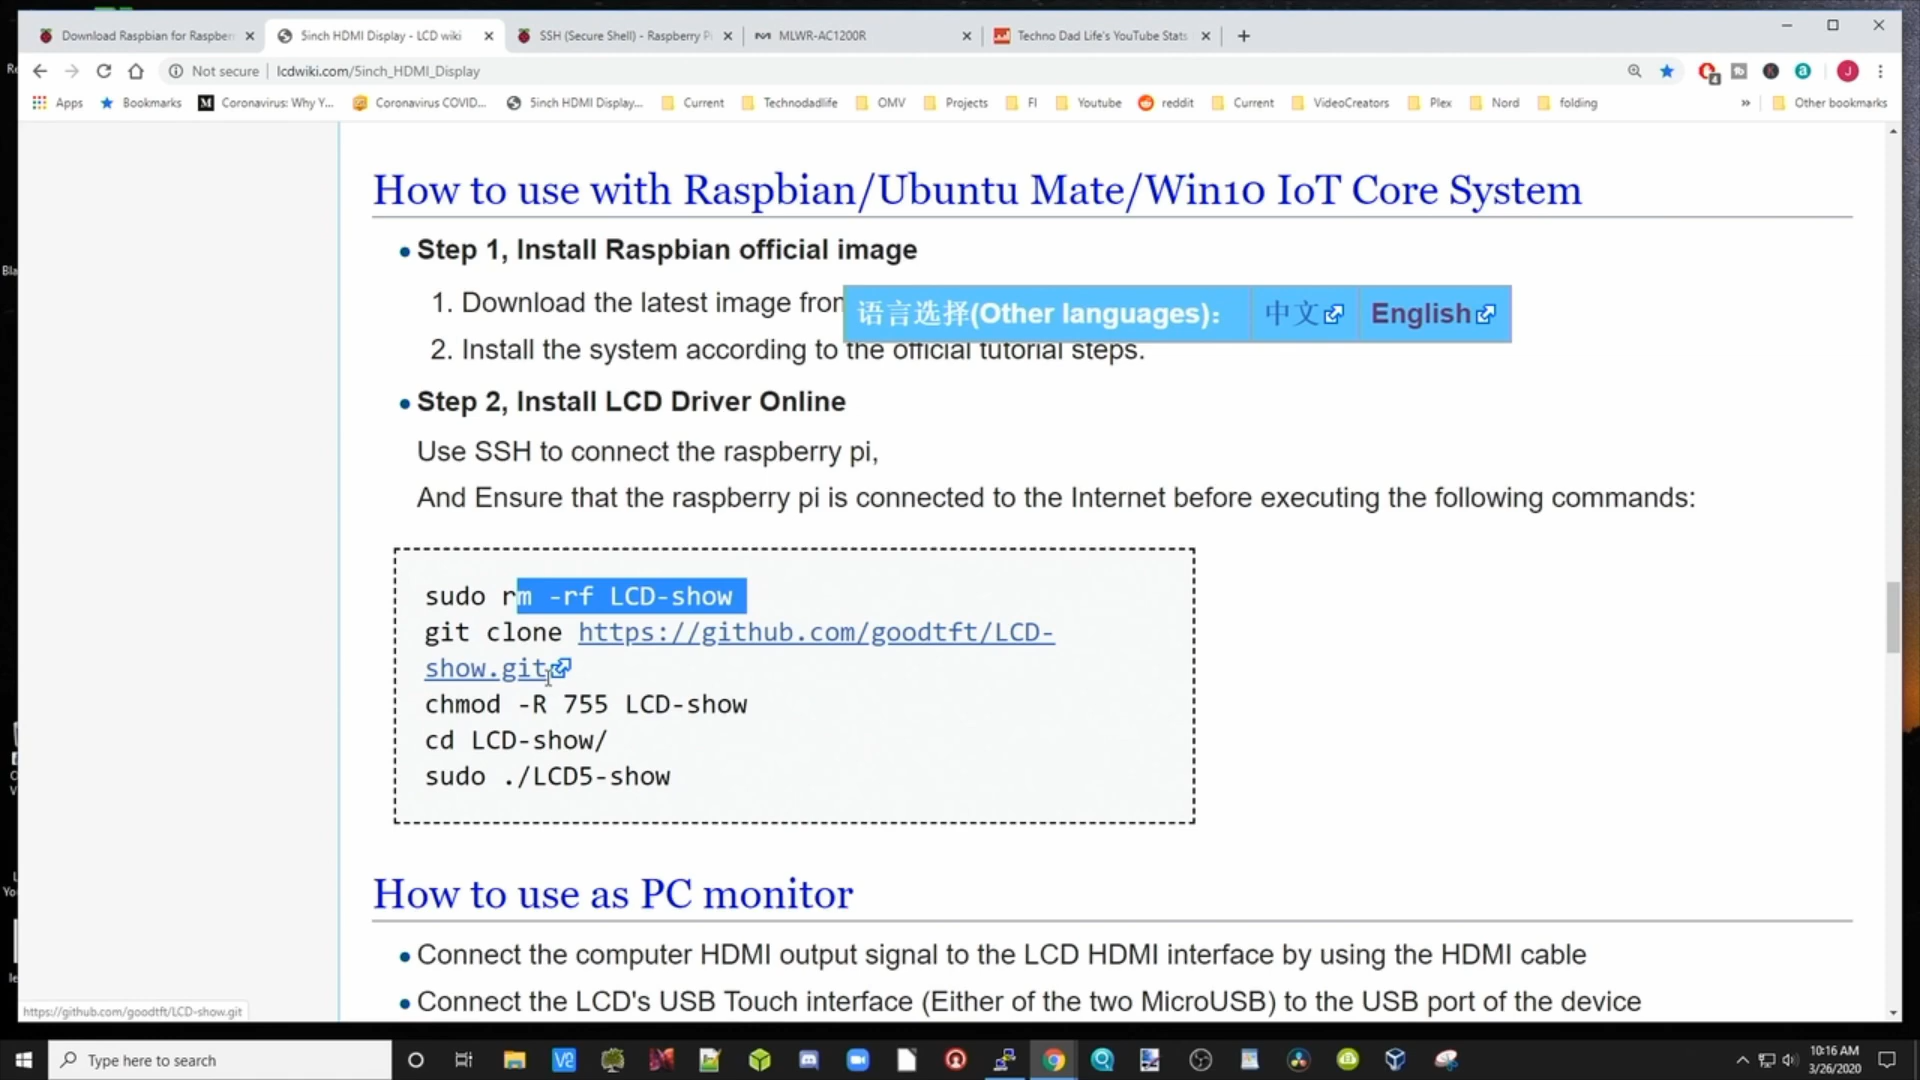 Download Raspbian for Raspber
5inch HDMI Display - LCD wiki
SSH (Secure Shell) - Raspberry Pi
MLWR-AC1200R
Techno Dad Life's YouTube Stats
Not secure
lcdwiki.com/5inch_HDMI_Display
Apps
Bookmarks
Coronavirus: Why Y...
Coronavirus COVID...
5inch HDMI Display...
Current
Technodadlife
OMV
Projects
FI
Youtube
reddit
Current
VideoCreators
Plex
Nord
folding
Other bookmarks
How to use with Raspbian/Ubuntu Mate/Win10 IoT Core System
Step 1, Install Raspbian official image
1. Download the latest image from
语言选择(Other languages):
中文
English
2. Install the system according to the official tutorial steps.
Step 2, Install LCD Driver Online
Use SSH to connect the raspberry pi,
And Ensure that the raspberry pi is connected to the Internet before executing the following commands:
sudo rm -rf LCD-show
git clone https://github.com/goodtft/LCD-
show.git
chmod -R 755 LCD-show
cd LCD-show/
sudo ./LCD5-show
How to use as PC monitor
Connect the computer HDMI output signal to the LCD HDMI interface by using the HDMI cable
Connect the LCD's USB Touch interface (Either of the two MicroUSB) to the USB port of the device
https://github.com/goodtft/LCD-show.git
Type here to search
10:16 AM
3/26/2020